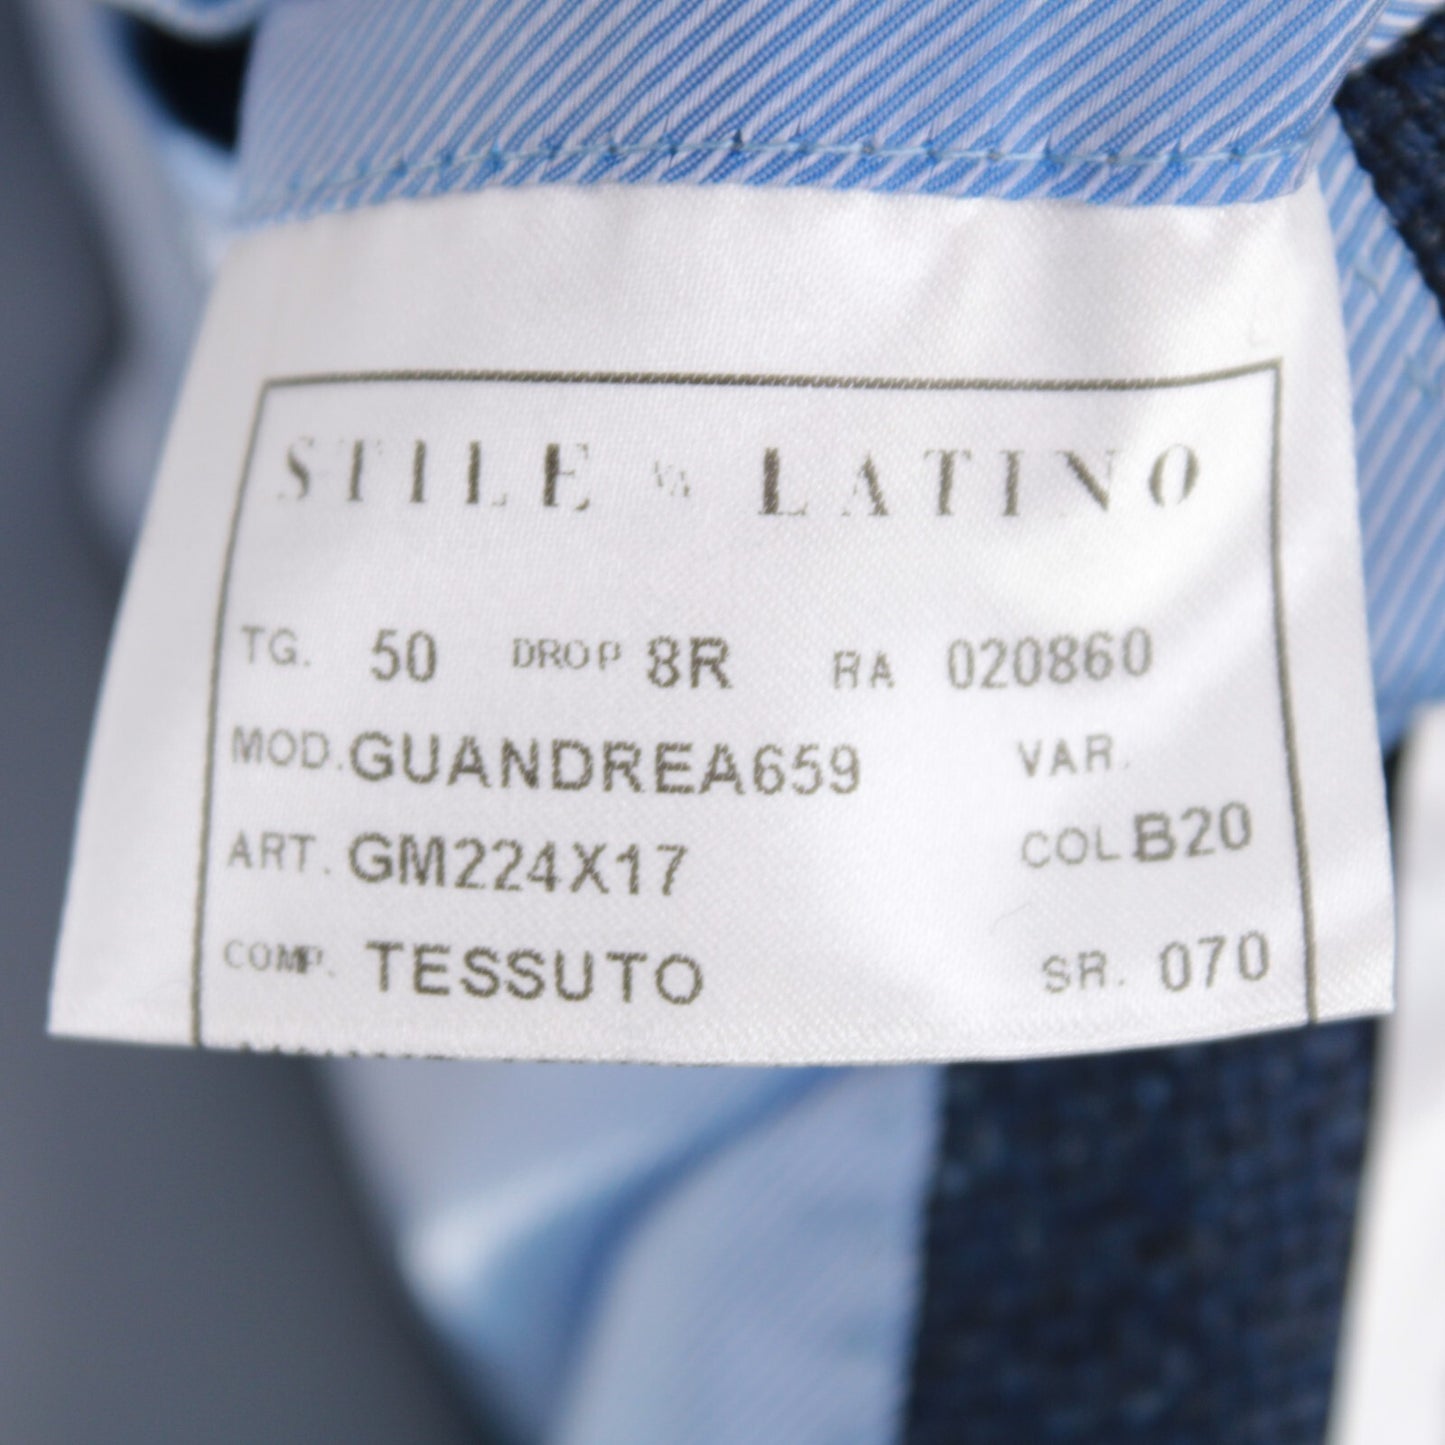 STILE LATINO
TG. 50 DROP 8R RA 020860
MOD. GUANDREA659 VAR.
ART. GM224X17 COL B20
COMP. TESSUTO SR. 070